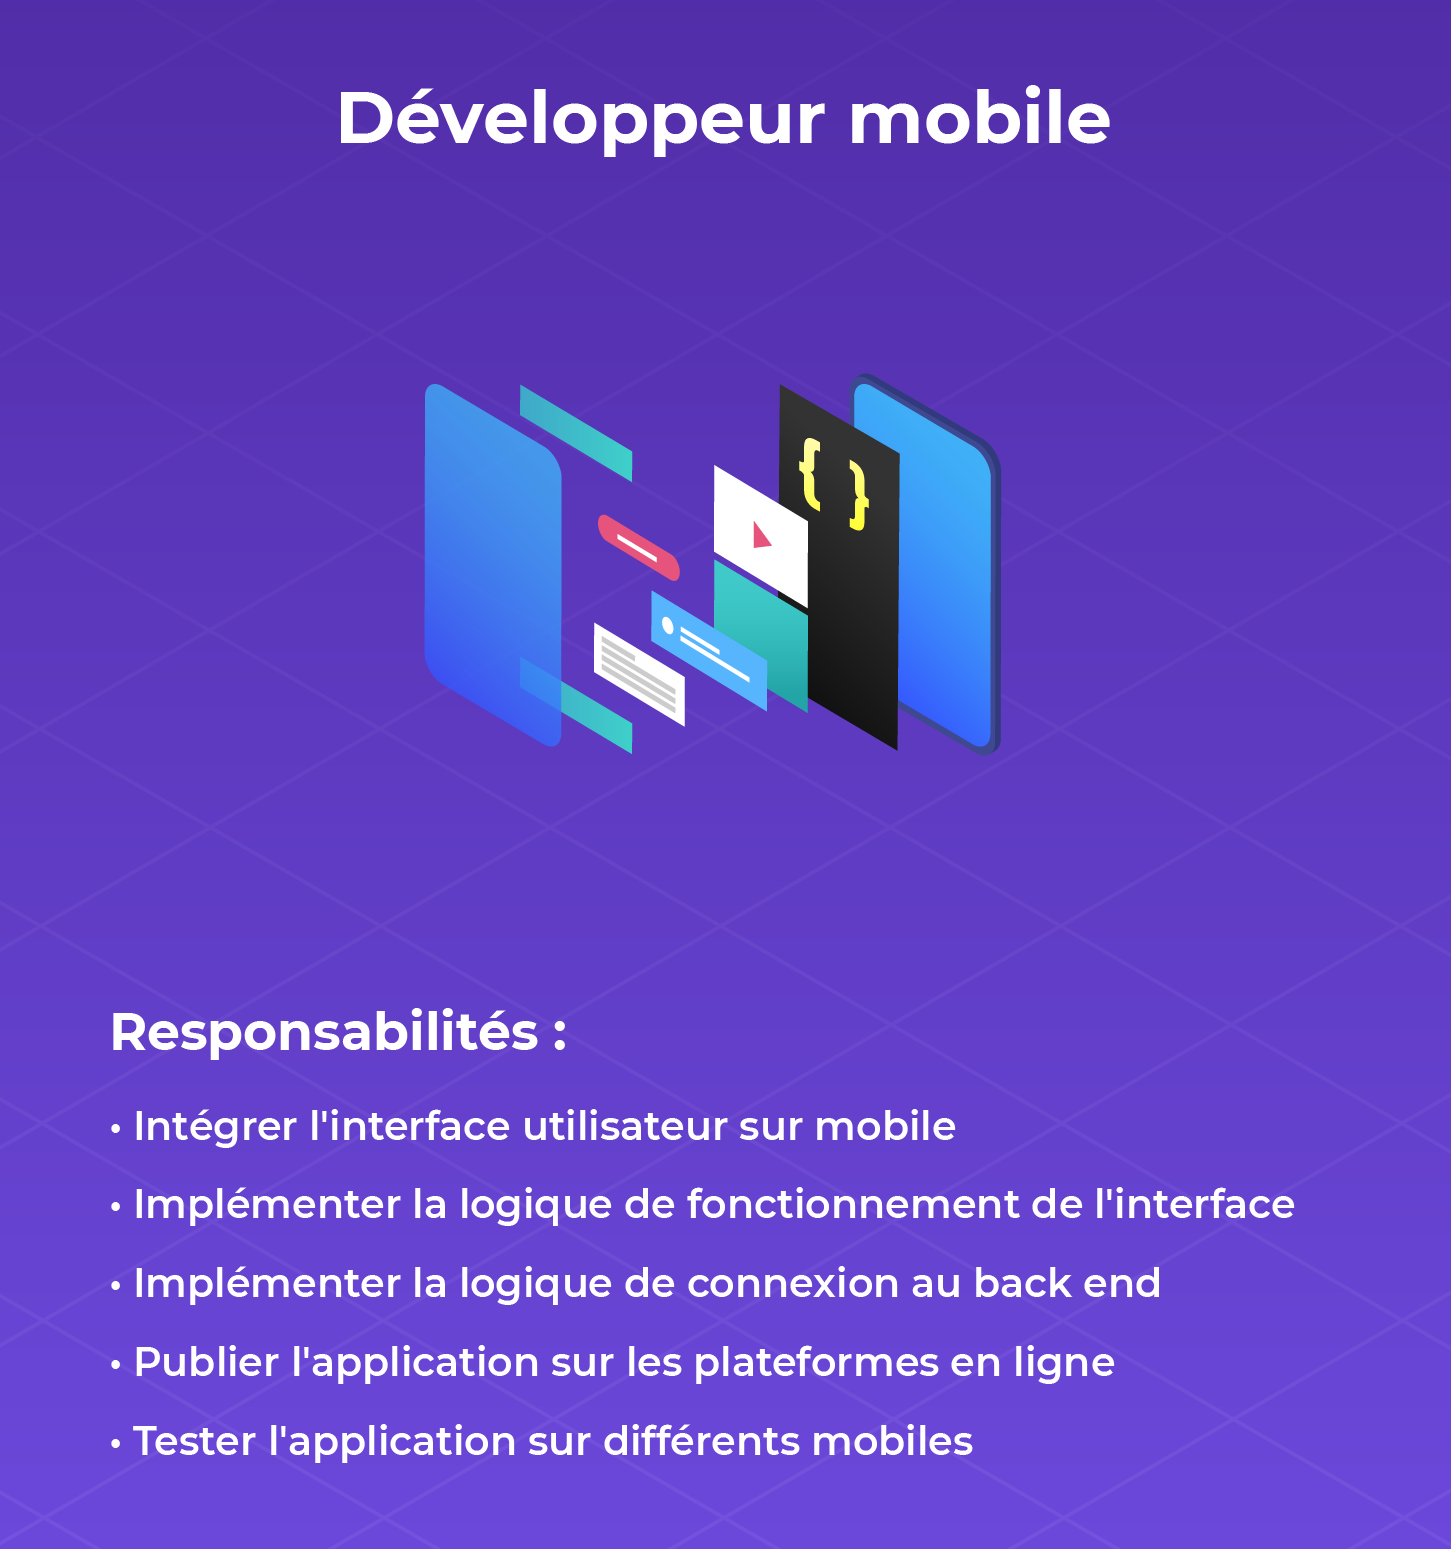 Développeur mobile
{ }
Responsabilités :
• Intégrer l'interface utilisateur sur mobile
• Implémenter la logique de fonctionnement de l'interface
• Implémenter la logique de connexion au back end
• Publier l'application sur les plateformes en ligne
• Tester l'application sur différents mobiles